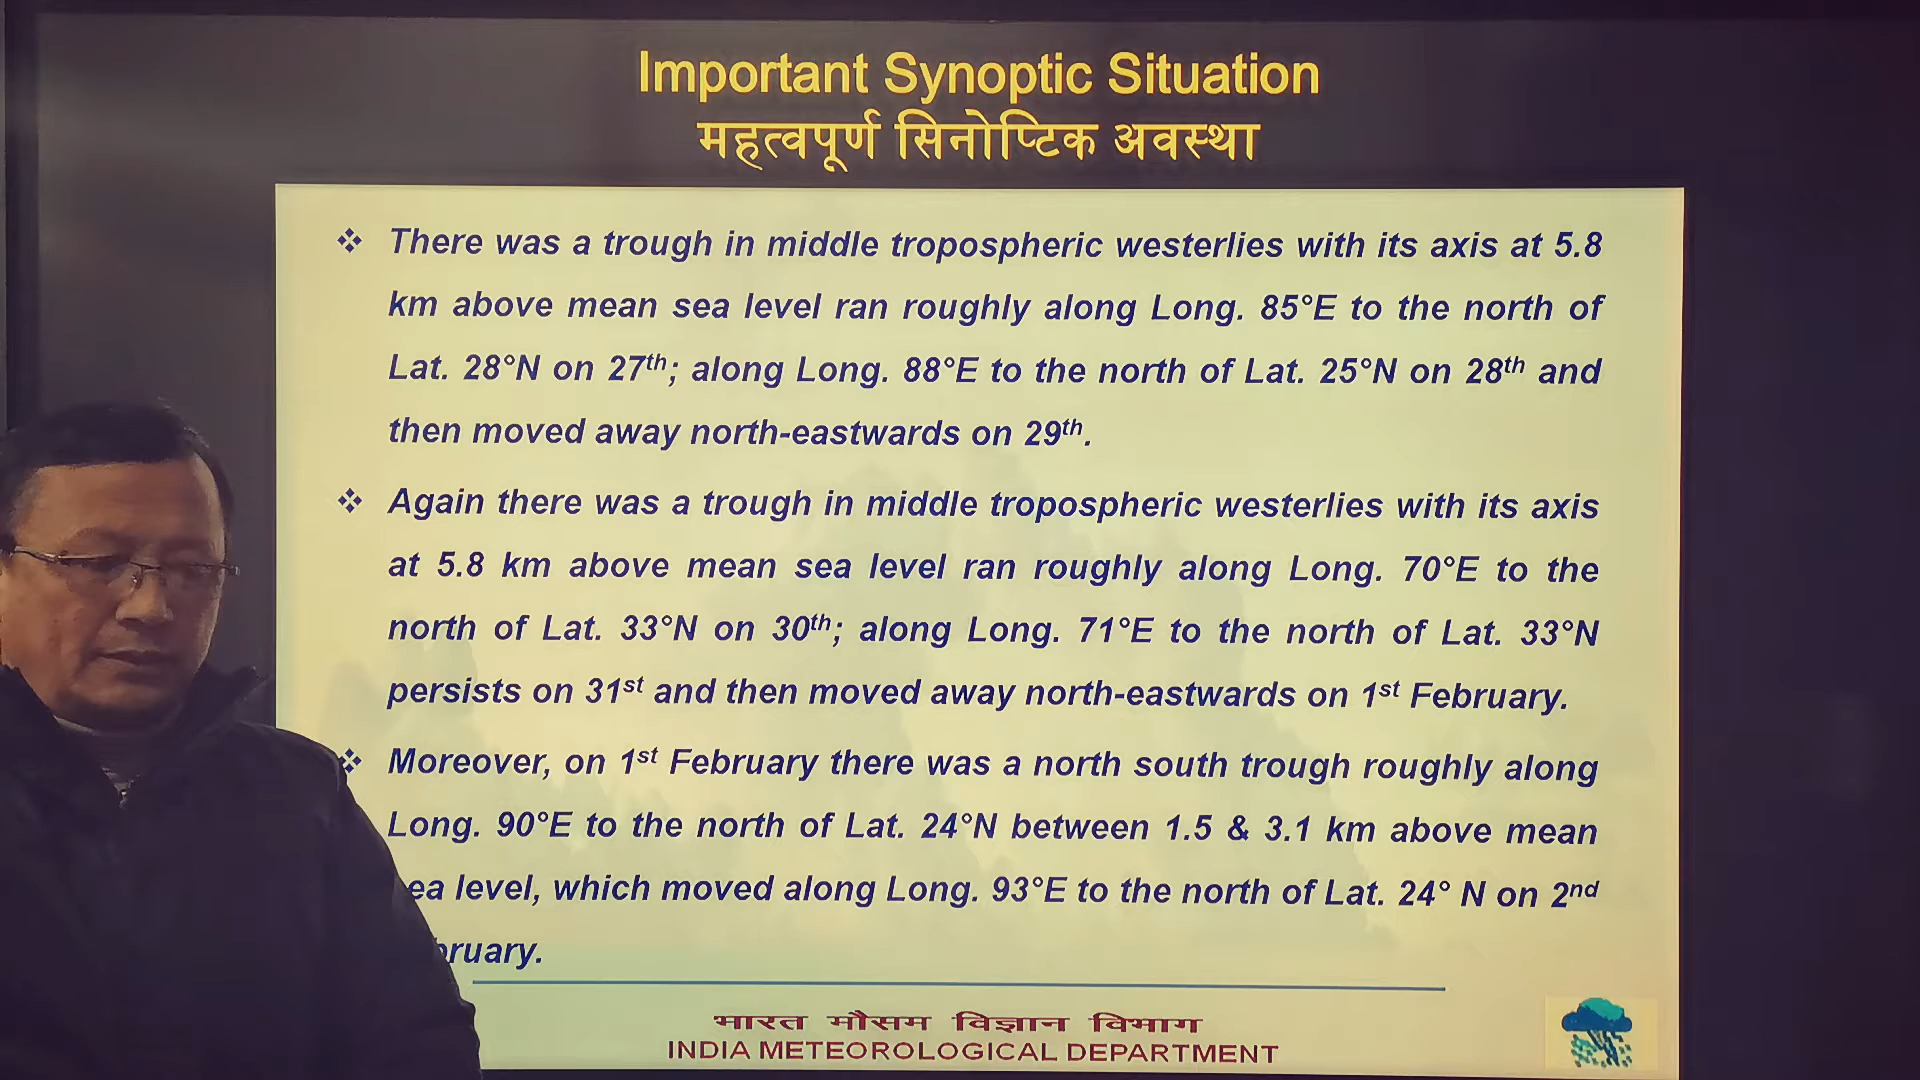 Important Synoptic Situation
महत्वपूर्ण सिनोप्टिक अवस्था
❖ There was a trough in middle tropospheric westerlies with its axis at 5.8
km above mean sea level ran roughly along Long. 85°E to the north of
Lat. 28°N on 27th; along Long. 88°E to the north of Lat. 25°N on 28th and
then moved away north-eastwards on 29th.
❖ Again there was a trough in middle tropospheric westerlies with its axis
at 5.8 km above mean sea level ran roughly along Long. 70°E to the
north of Lat. 33°N on 30th; along Long. 71°E to the north of Lat. 33°N
persists on 31st and then moved away north-eastwards on 1st February.
❖ Moreover, on 1st February there was a north south trough roughly along
Long. 90°E to the north of Lat. 24°N between 1.5 & 3.1 km above mean
ea level, which moved along Long. 93°E to the north of Lat. 24° N on 2nd
bruary.
भारत मौसम विज्ञान विभाग
INDIA METEOROLOGICAL DEPARTMENT